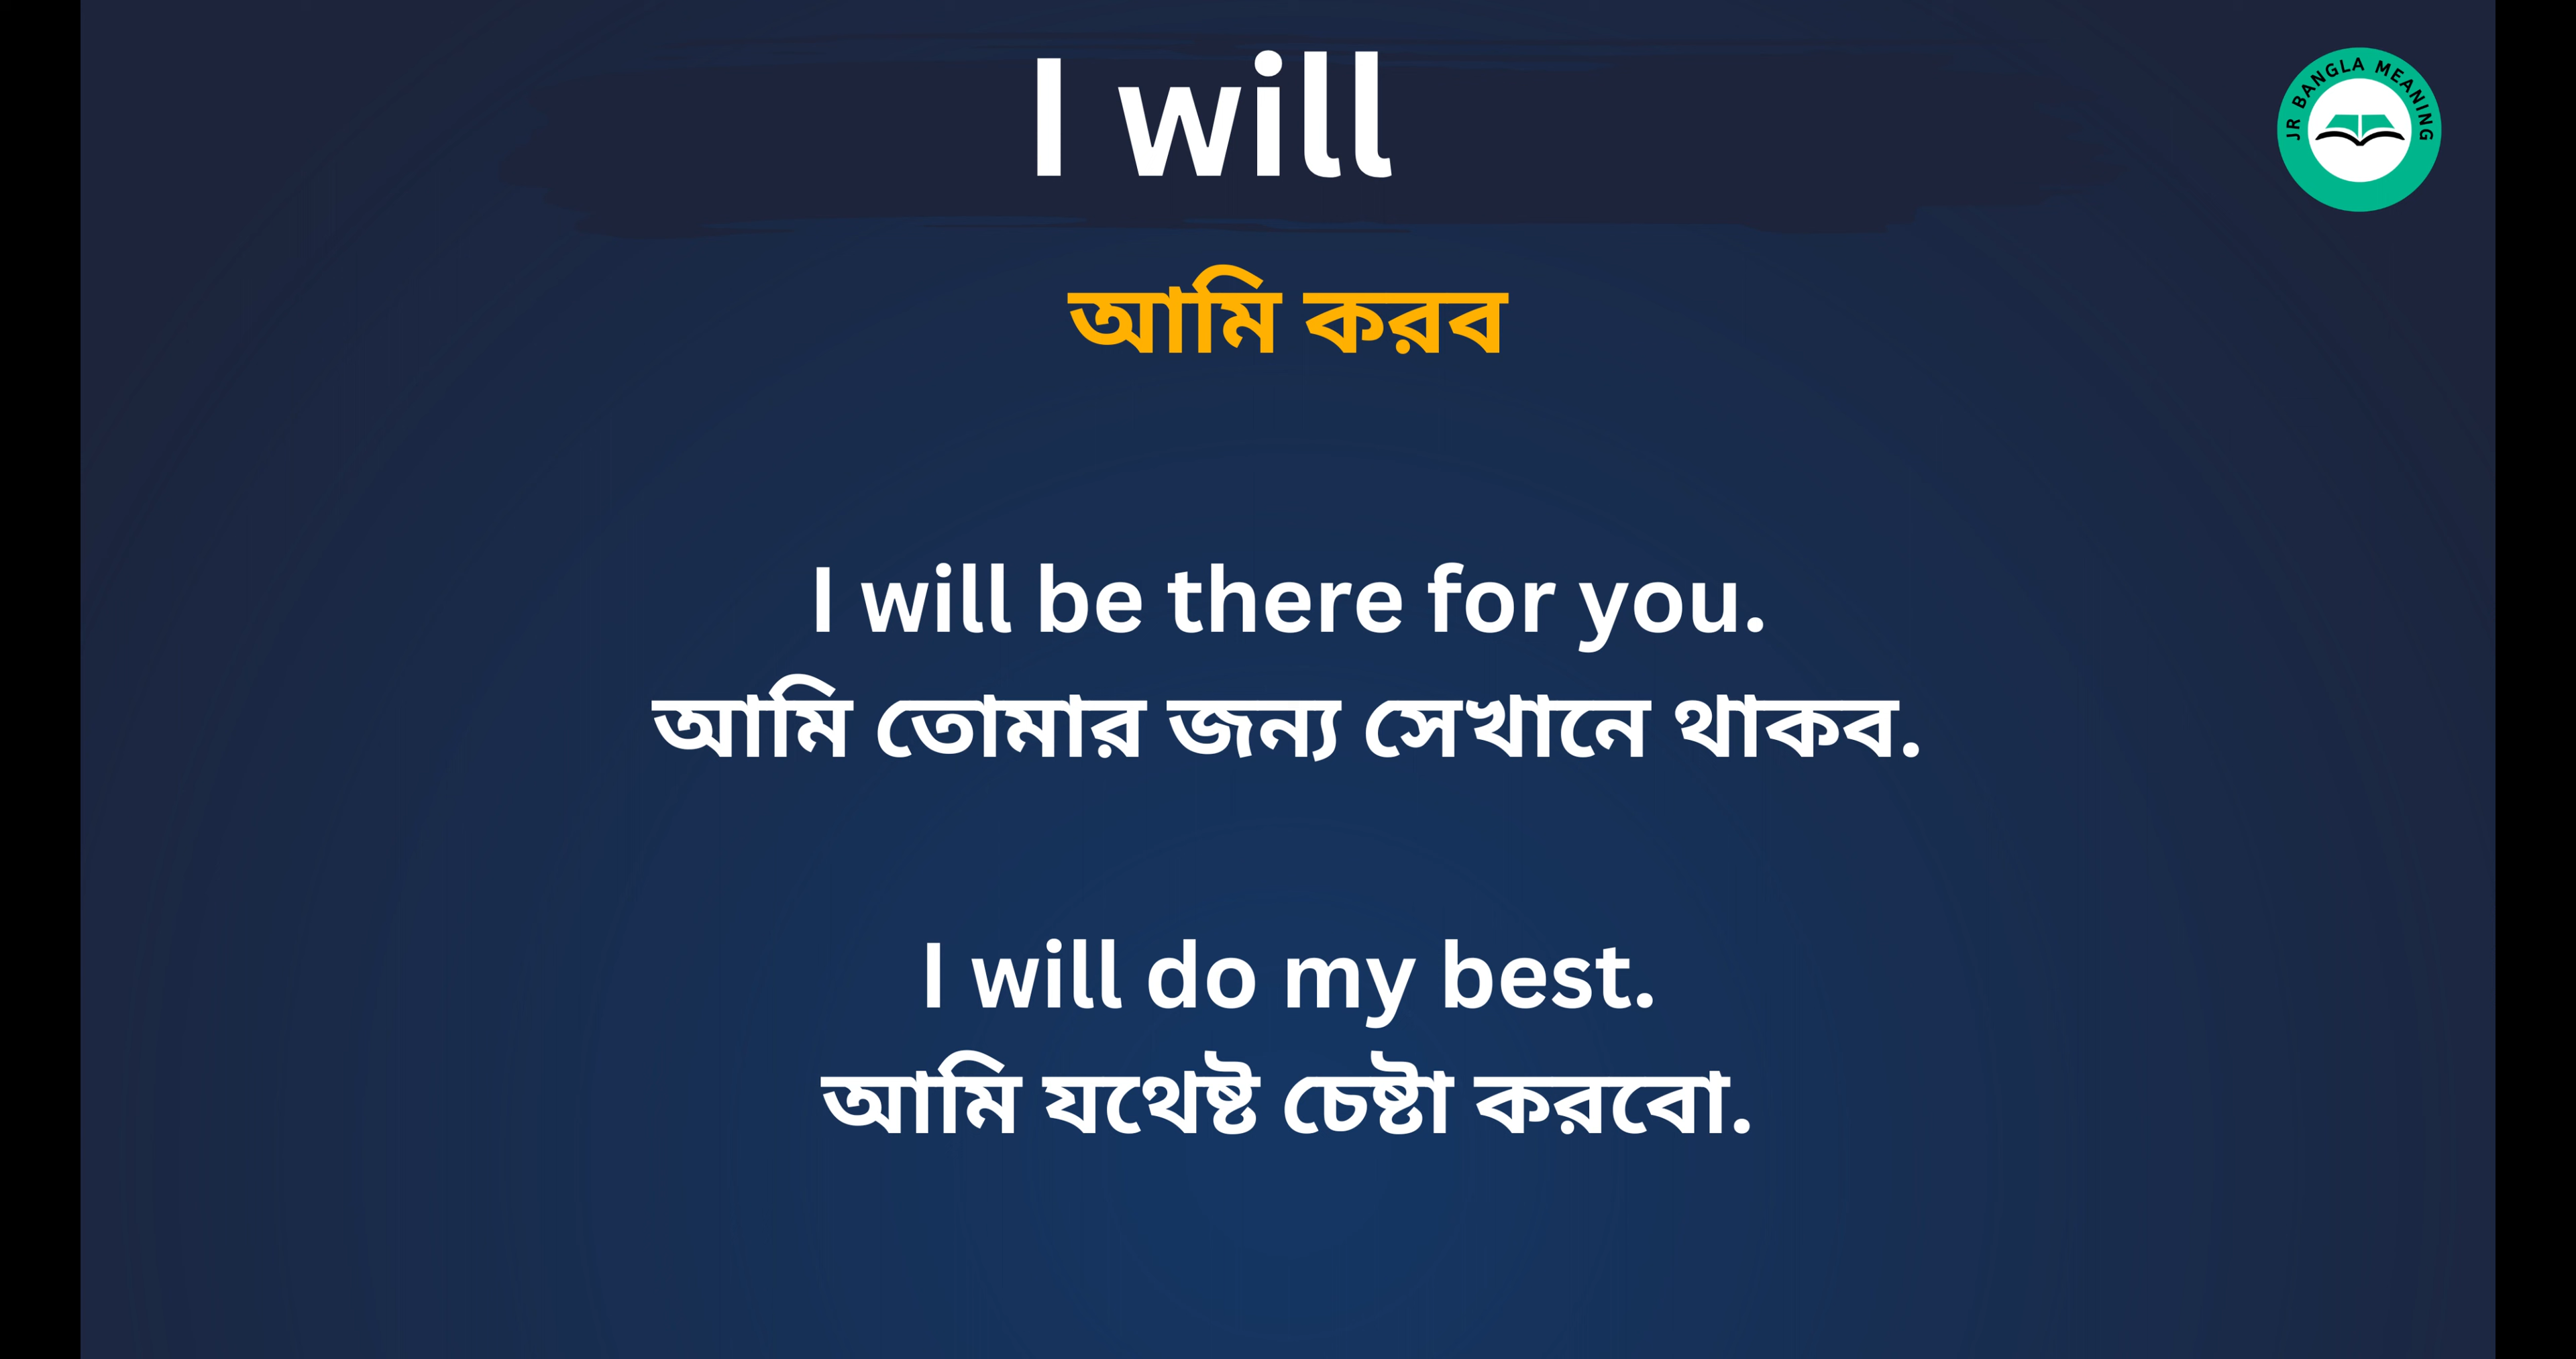 I will
JR BANGLA MEANING
আমি করব
I will be there for you.
আমি তোমার জন্য সেখানে থাকব.
I will do my best.
আমি যথেষ্ট চেষ্টা করবো.